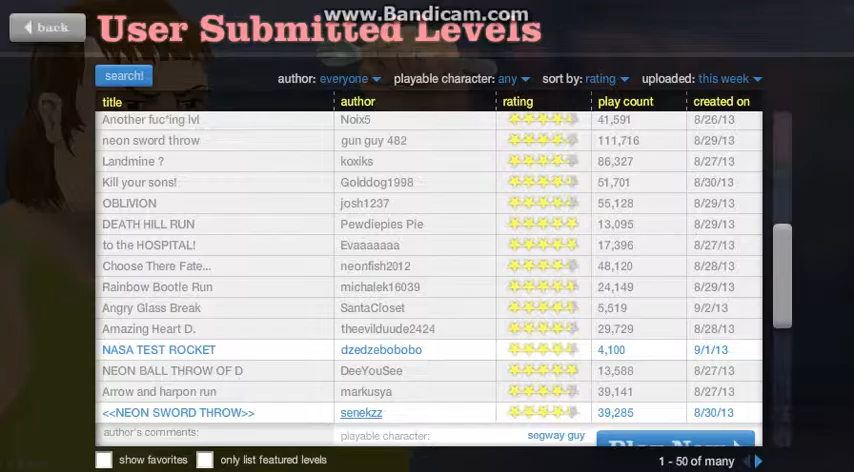 www.Bandicam.com
back
User Submitted Levels
search!
author: everyone playable character: any sort by: rating uploaded: this week
title author rating play count created on
Another fuc*ing lvl Noix5 41,591 8/26/13
neon sword throw gun guy 482 111,716 8/29/13
Landmine ? koxiks 86,327 8/27/13
Kill your sons! Golddog1998 51,701 8/30/13
OBLIVION josh1237 55,128 8/29/13
DEATH HILL RUN Pewdiepies Pie 13,095 8/29/13
to the HOSPITAL! Evaaaaaaa 17,396 8/27/13
Choose There Fate... neonfish2012 48,120 8/28/13
Rainbow Bootle Run michalek16039 24,149 8/29/13
Angry Glass Break SantaCloset 5,519 9/2/13
Amazing Heart D. theevilduude2424 29,729 8/28/13
NASA TEST ROCKET dzedzebobobo 4,100 9/1/13
NEON BALL THROW OF D DeeYouSee 13,588 8/27/13
Arrow and harpon run markusya 39,141 8/27/13
<<NEON SWORD THROW>> senekzz 39,285 8/30/13
author's comments: playable character: segway guy
Play Now
show favorites only list featured levels 1 - 50 of many